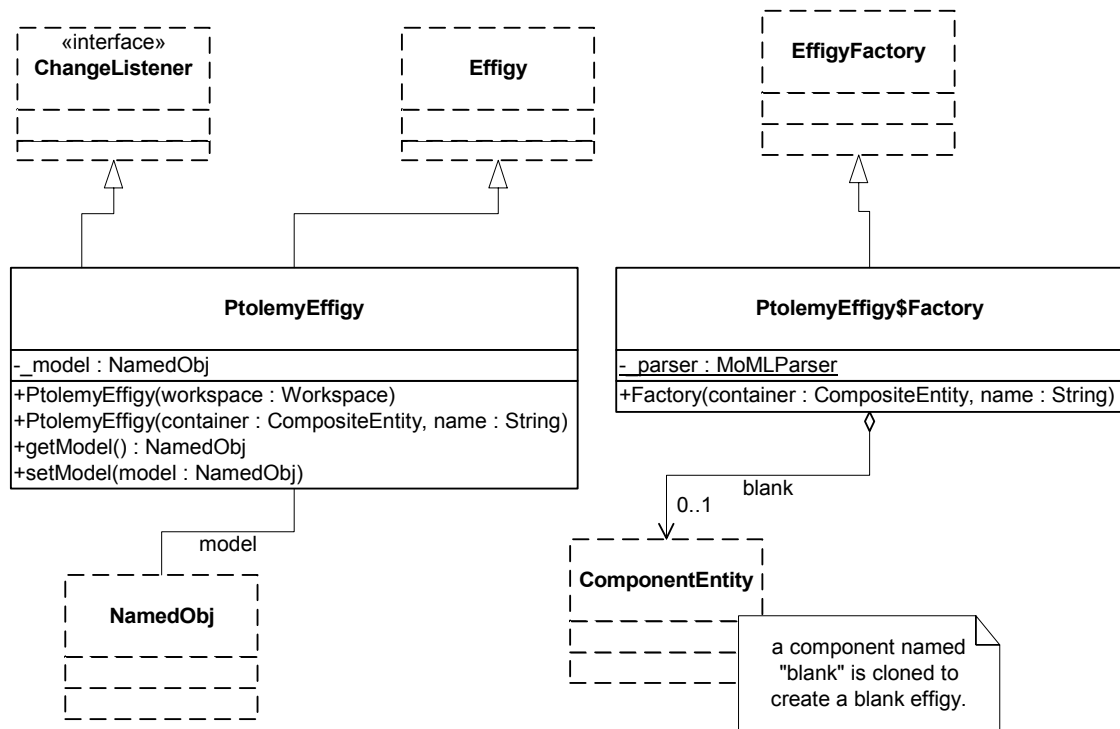 «interface»
ChangeListener
Effigy
EffigyFactory
PtolemyEffigy
-_model : NamedObj
+PtolemyEffigy(workspace : Workspace)
+PtolemyEffigy(container : CompositeEntity, name : String)
+getModel() : NamedObj
+setModel(model : NamedObj)
PtolemyEffigy$Factory
-_parser : MoMLParser
+Factory(container : CompositeEntity, name : String)
model
blank
0..1
NamedObj
ComponentEntity
a component named
"blank" is cloned to
create a blank effigy.